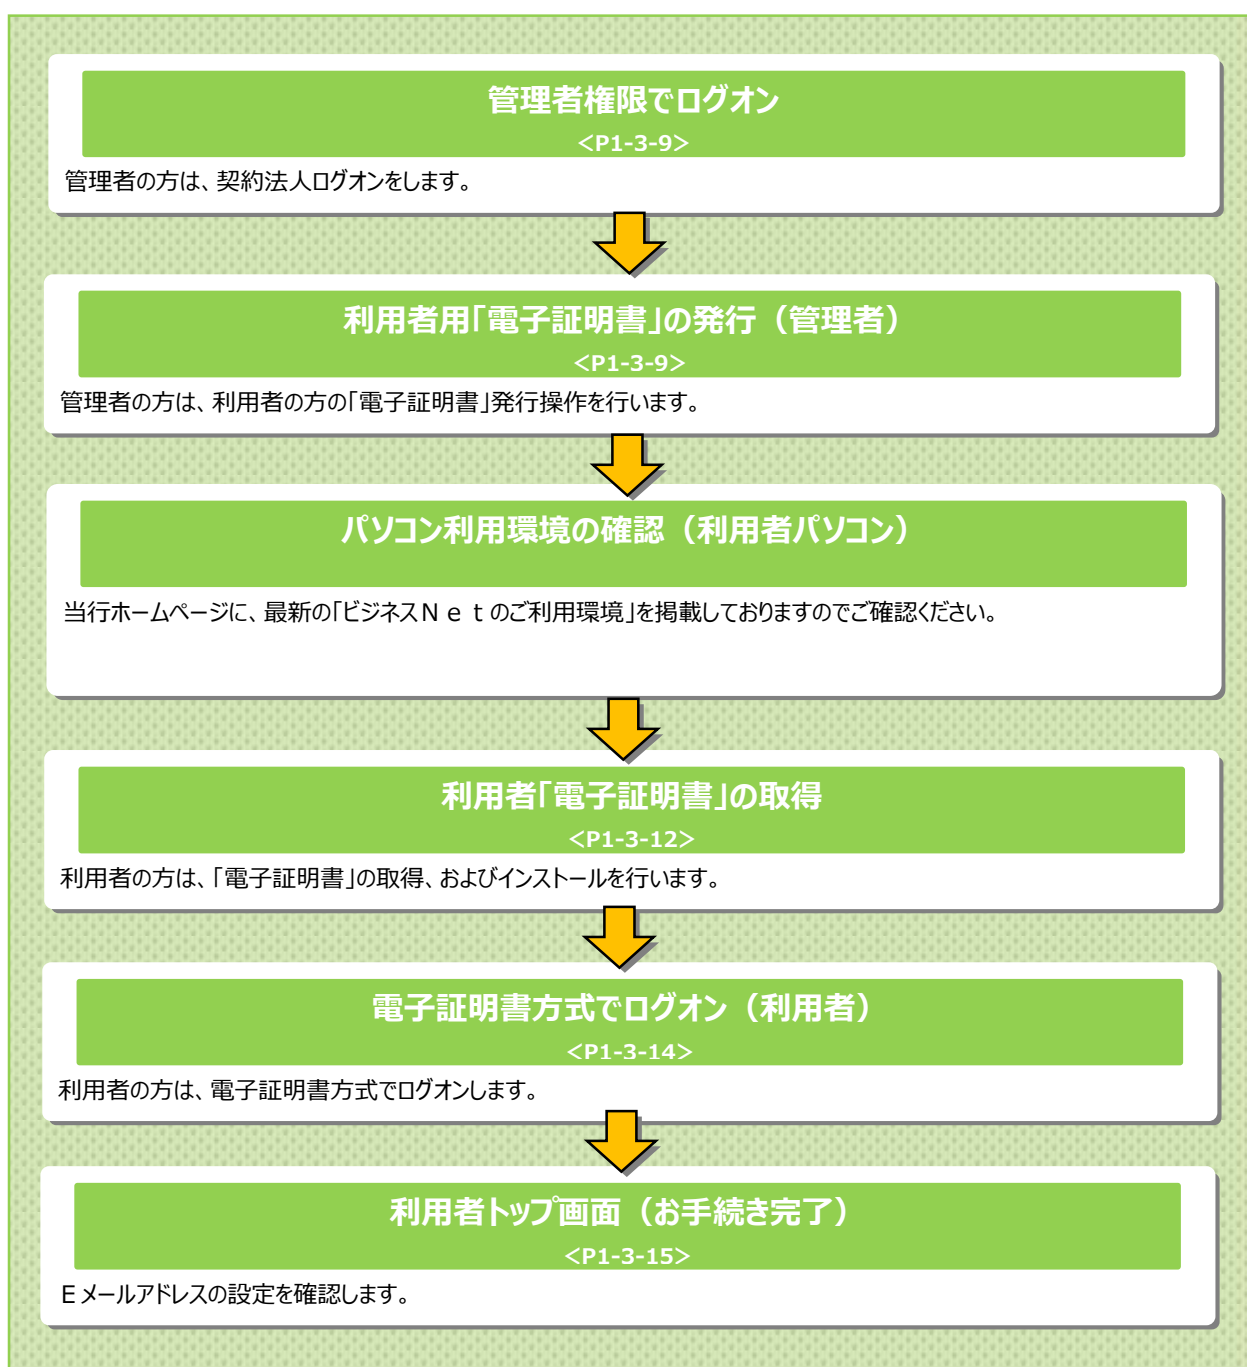 管理者権限でログオン
<P1-3-9>
管理者の方は、契約法人ログオンをします。
利用者用「電子証明書」の発行（管理者）
<P1-3-9>
管理者の方は、利用者の方の「電子証明書」発行操作を行います。
パソコン利用環境の確認（利用者パソコン）
当行ホームページに、最新の「ビジネスＮｅｔのご利用環境」を掲載しておりますのでご確認ください。
利用者「電子証明書」の取得
<P1-3-12>
利用者の方は、「電子証明書」の取得、およびインストールを行います。
電子証明書方式でログオン（利用者）
<P1-3-14>
利用者の方は、電子証明書方式でログオンします。
利用者トップ画面（お手続き完了）
<P1-3-15>
Ｅメールアドレスの設定を確認します。